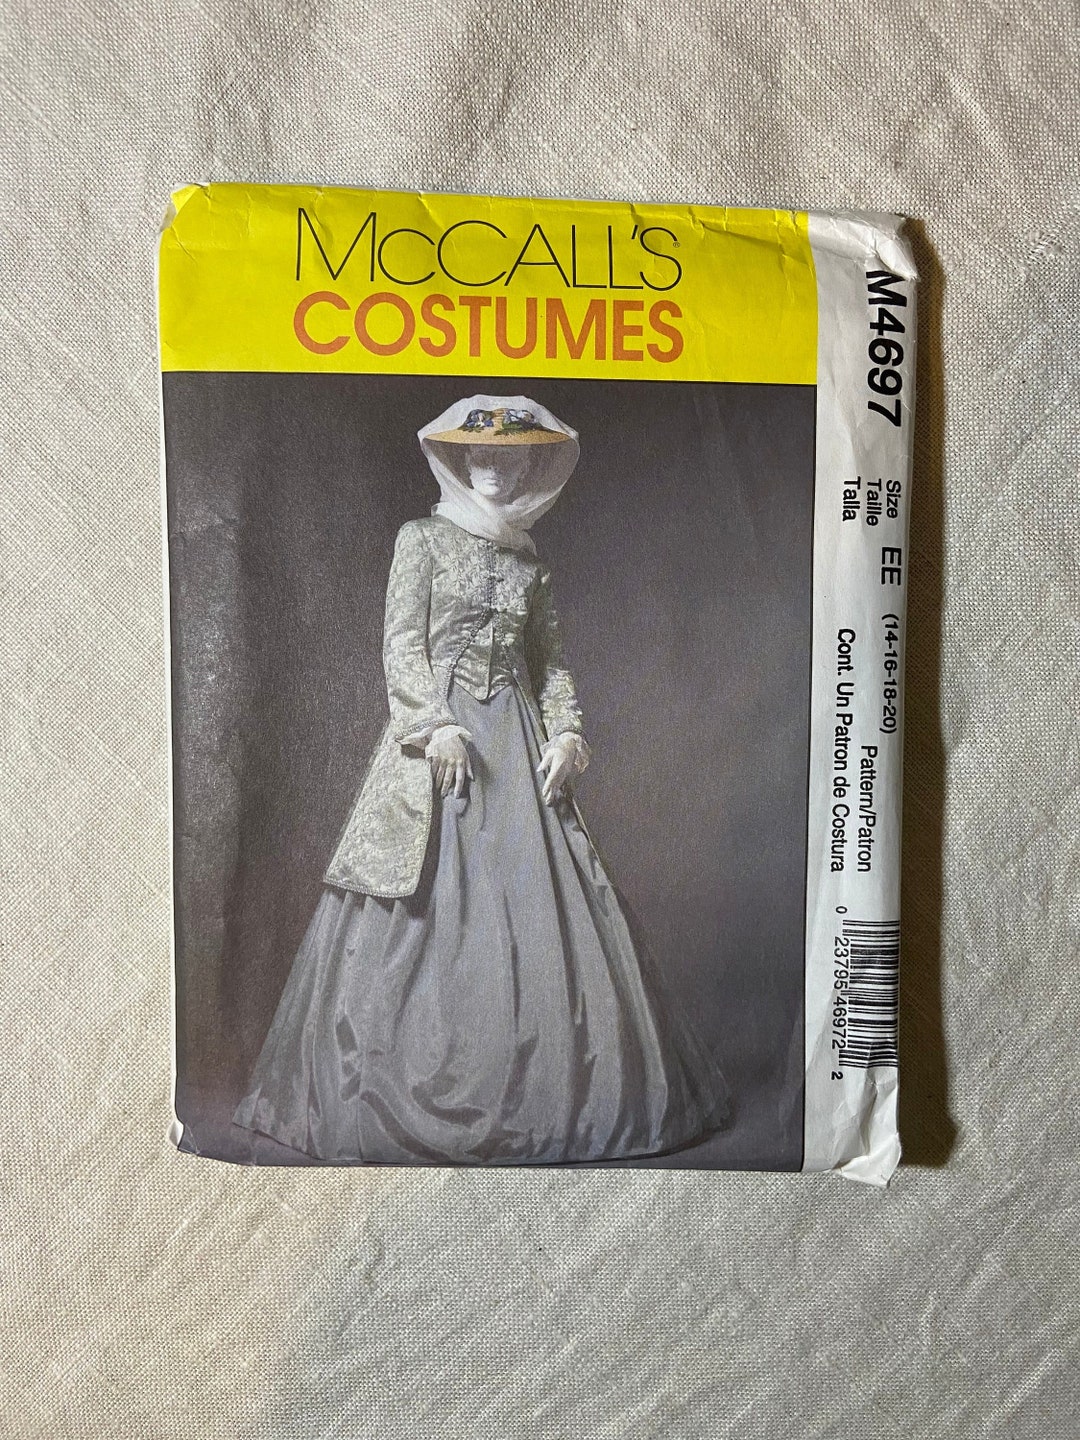 McCALL'S®
COSTUMES
M4697
Size
Taille
Talla
EE (14-16-18-20)
Pattern/Patron
Cont. Un Patron de Costura
0 23795 46972 2